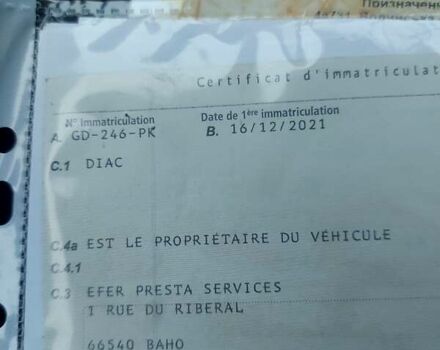 Призначенн
Certificat d'immatriculat
N° Immatriculation Date de 1ère immatriculation
A. GD-246-PK B. 16/12/2021
C.1 DIAC
C.4a EST LE PROPRIÉTAIRE DU VÉHICULE
C.4.1
C.3 EFER PRESTA SERVICES
1 RUE DU RIBERAL
66540 BAHO